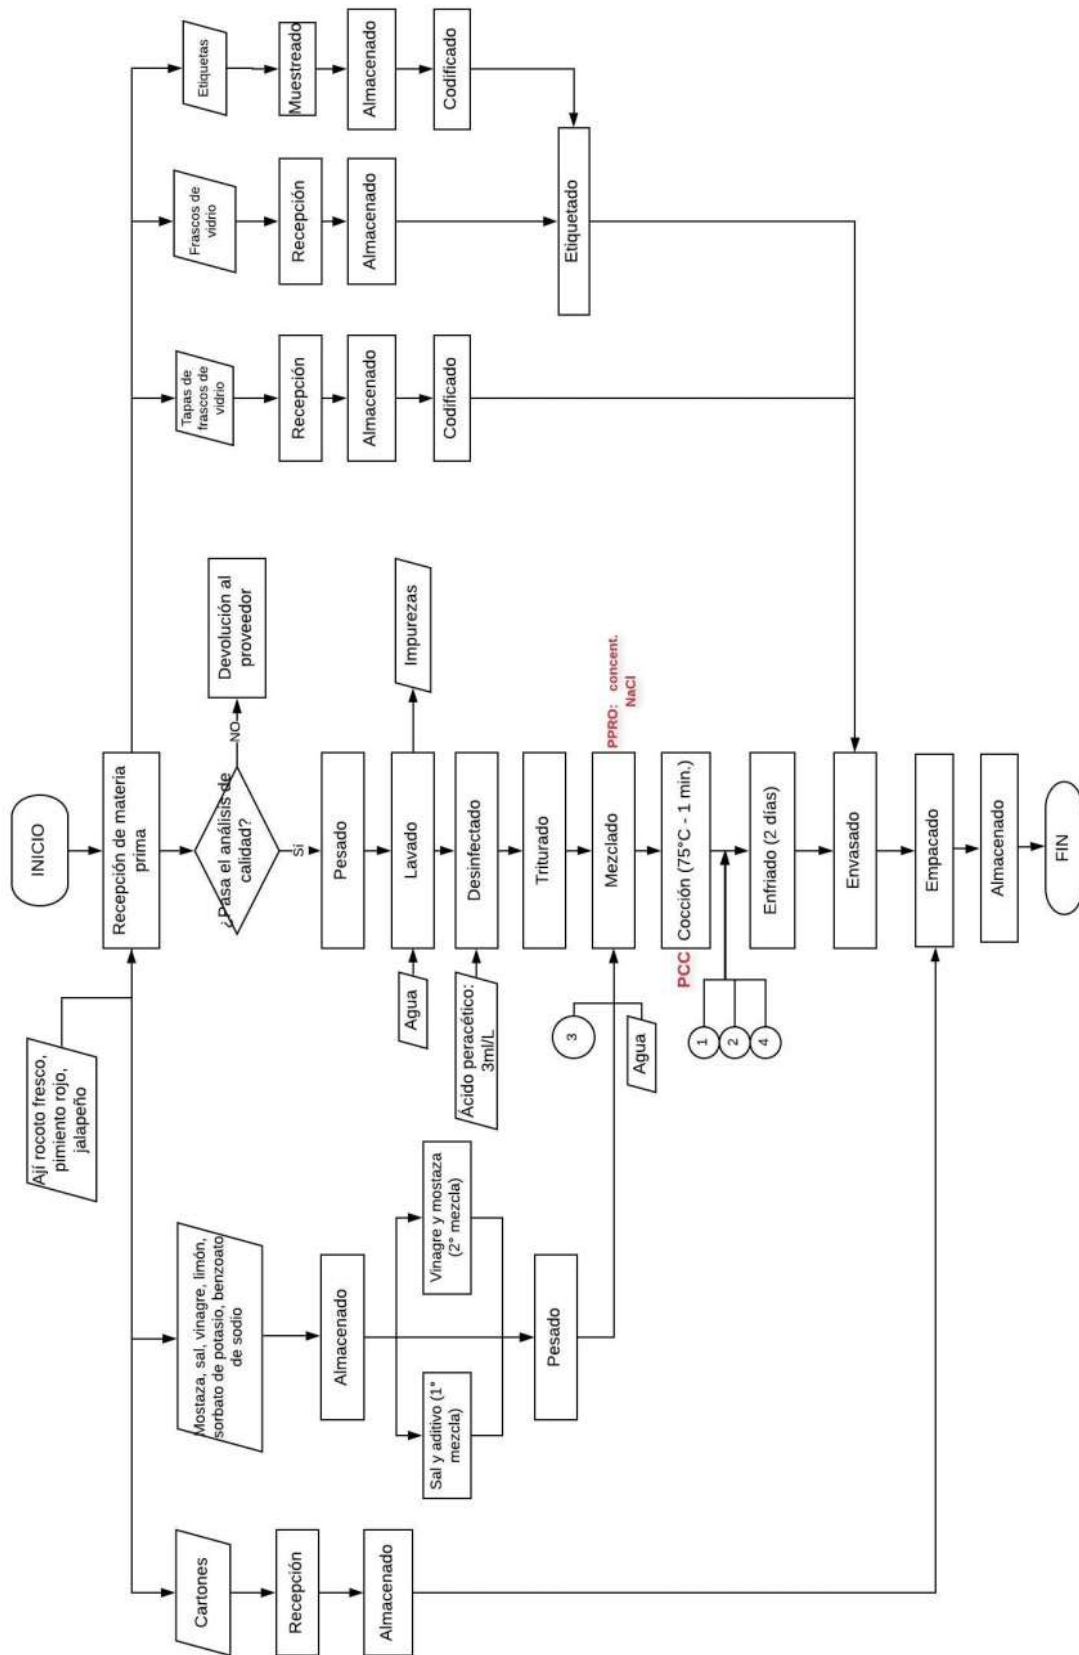 INICIO
Ají rocoto fresco,
pimiento rojo,
jalapeño
Recepción de materia
prima
Cartones
Recepción
Almacenado
Mostaza, sal, vinagre, limón,
sorbato de potasio, benzoato
de sodio
Almacenado
Sal y aditivo (1°
mezcla)
Vinagre y mostaza
(2° mezcla)
Pesado
¿Pasa el análisis de
calidad?
NO
Devolución al
proveedor
Sí
Pesado
Agua
Lavado
Impurezas
Ácido peracético:
3ml/L
Desinfectado
Triturado
3
Agua
Mezclado
PPRO: concent.
NaCl
PCC
Cocción (75°C - 1 min.)
1
2
4
Enfriado (2 días)
Envasado
Empacado
Almacenado
FIN
Tapas de
frascos de
vidrio
Recepción
Almacenado
Codificado
Frascos de
vidrio
Recepción
Almacenado
Etiquetas
Muestreado
Almacenado
Codificado
Etiquetado